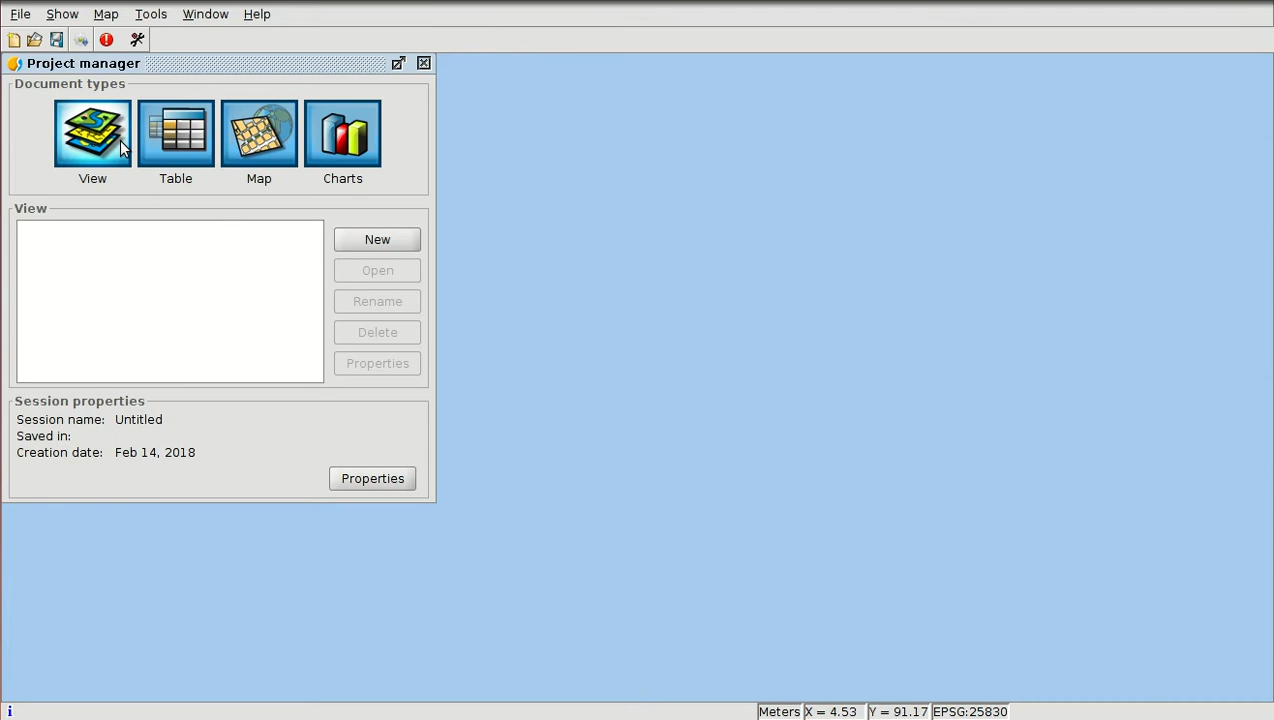 File Show Map Tools Window Help
Project manager
Document types
View Table Map Charts
View
New
Open
Rename
Delete
Properties
Session properties
Session name: Untitled
Saved in:
Creation date: Feb 14, 2018
Properties
Meters X = 4.53 Y = 91.17 EPSG:25830